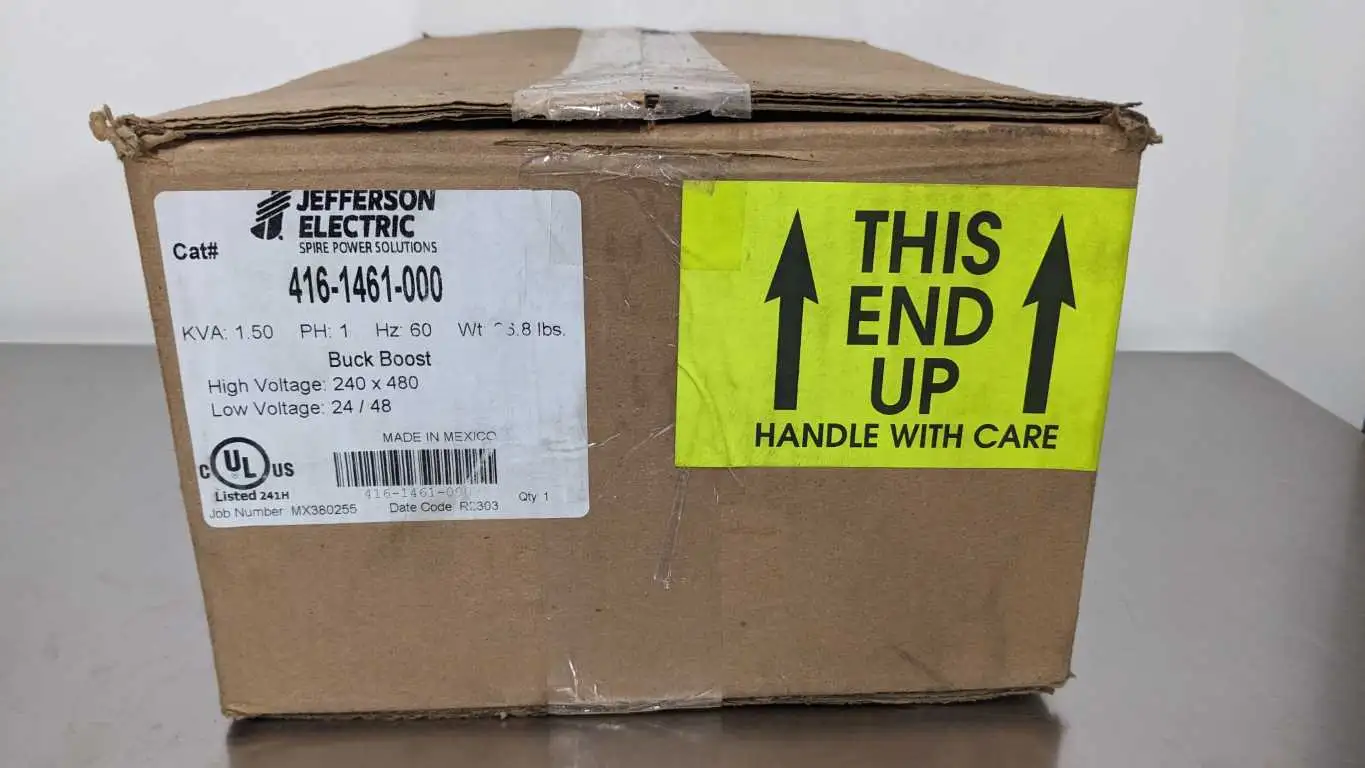 JEFFERSON
ELECTRIC
SPIRE POWER SOLUTIONS
Cat#
416-1461-000
KVA: 1.50 PH: 1 Hz: 60 Wt: lbs.
Buck Boost
High Voltage: 240 x 480
Low Voltage: 24 / 48
MADE IN MEXICO
C UL US
Listed 241H
416-1461-000
Qty 1
Job Number MX380255 Date Code
THIS
END
UP
HANDLE WITH CARE